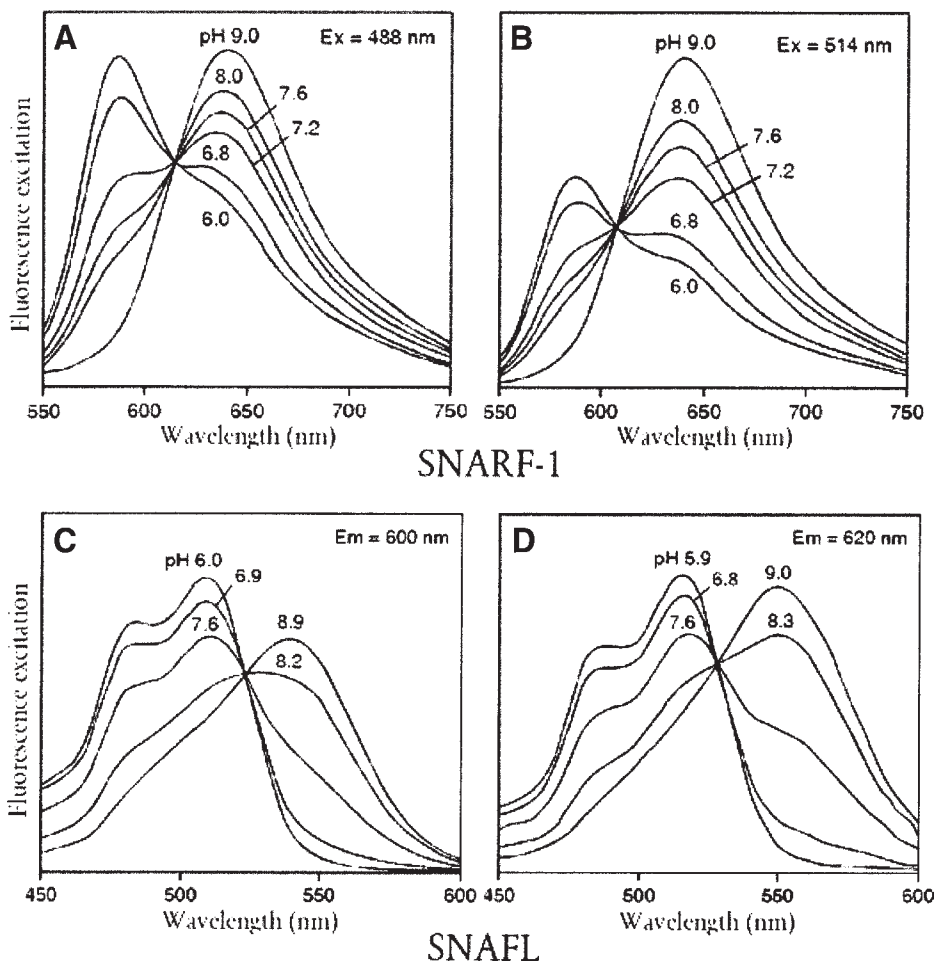 A
pH 9.0
Ex = 488 nm
8.0
7.6
7.2
6.8
6.0
Fluorescence excitation
550 600 650 700 750
Wavelength (nm)
B
pH 9.0
Ex = 514 nm
8.0
7.6
7.2
6.8
6.0
550 600 650 700 750
Wavelength (nm)
SNARF-1
C
Em = 600 nm
pH 6.0
6.9
7.6
8.9
8.2
Fluorescence excitation
450 500 550 600
Wavelength (nm)
D
Em = 620 nm
pH 5.9
6.8
9.0
7.6
8.3
450 500 550 600
Wavelength (nm)
SNAFL